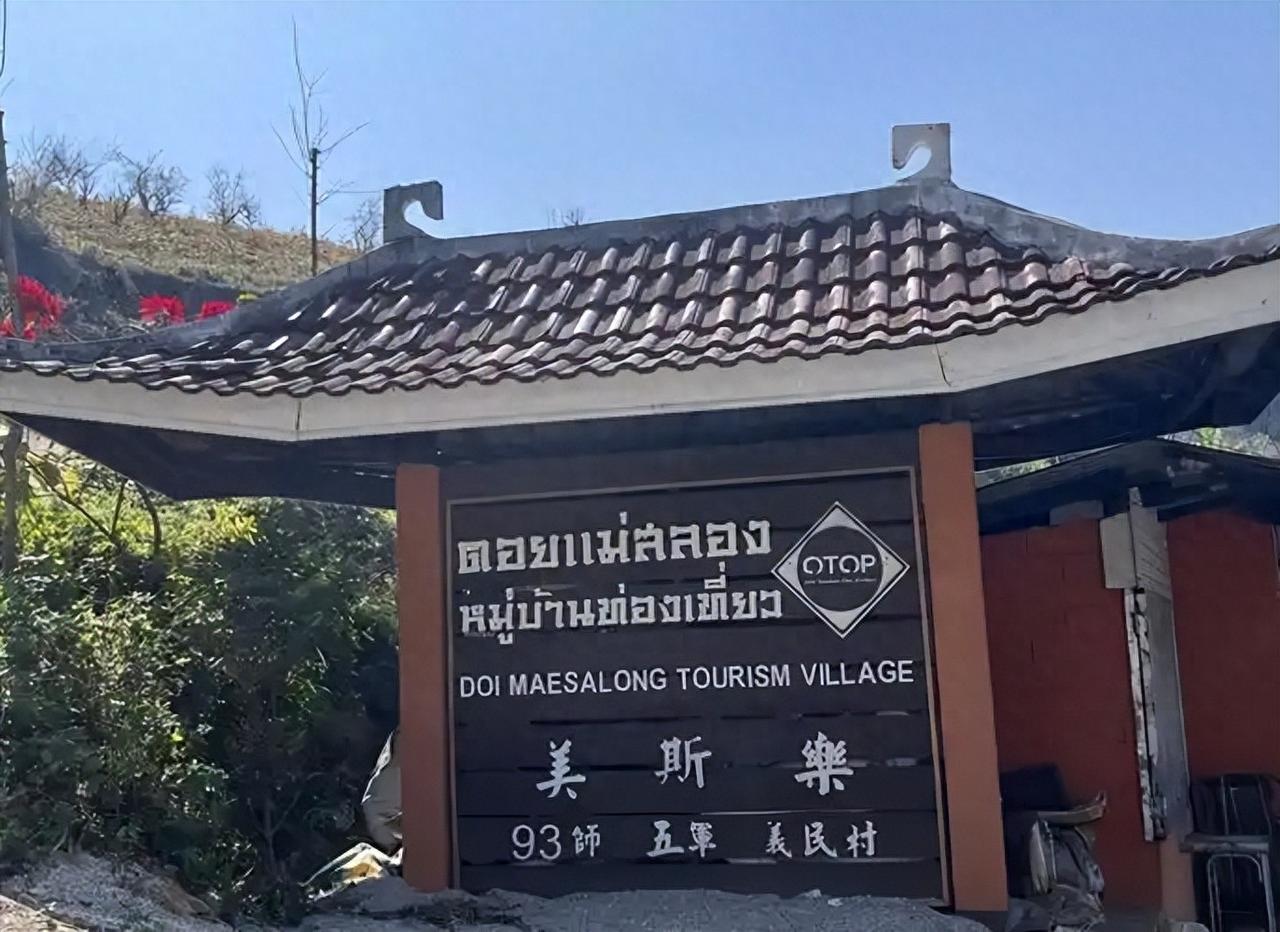 ดอยแม่สลอง
หมู่บ้านท่องเที่ยว
OTOP
DOI MAESALONG TOURISM VILLAGE
美 斯 樂
93師 五軍 義民村